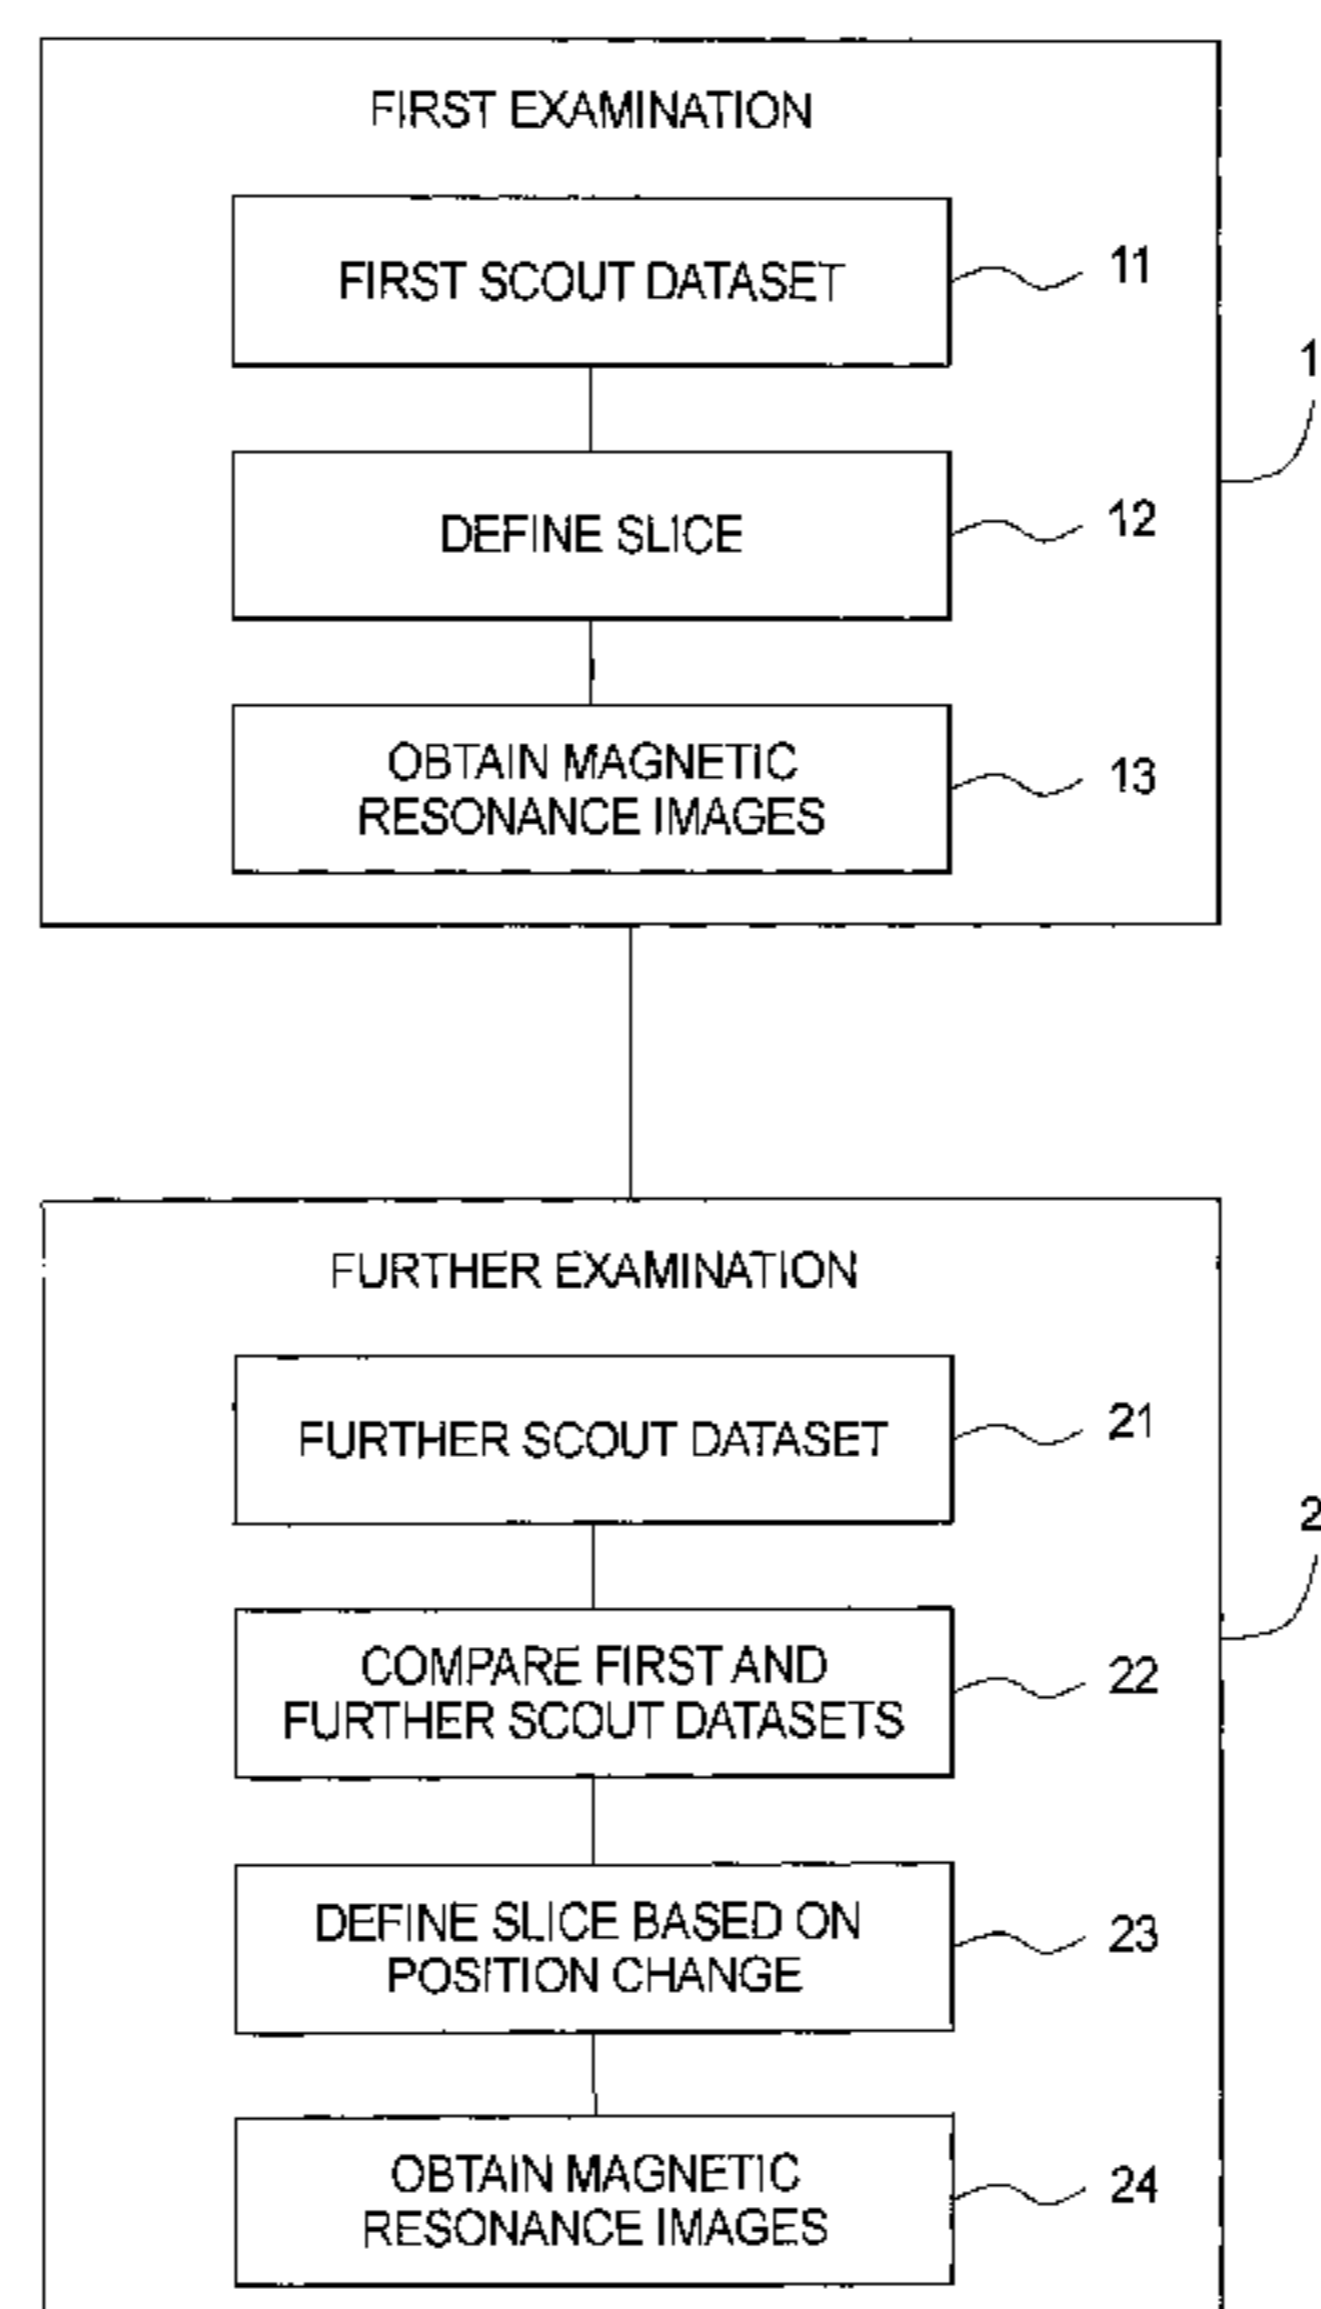 FIRST EXAMINATION
FIRST SCOUT DATASET
11
1
DEFINE SLICE
12
OBTAIN MAGNETIC
RESONANCE IMAGES
13
FURTHER EXAMINATION
FURTHER SCOUT DATASET
21
2
COMPARE FIRST AND
FURTHER SCOUT DATASETS
22
DEFINE SLICE BASED ON
POSITION CHANGE
23
OBTAIN MAGNETIC
RESONANCE IMAGES
24